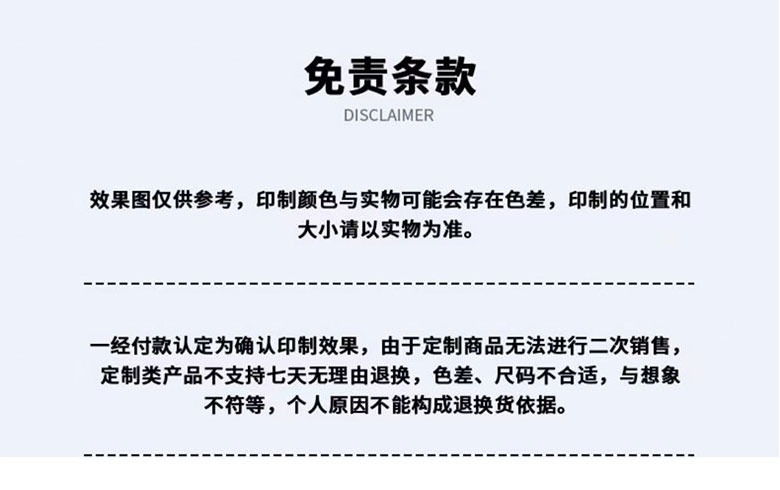 免责条款
DISCLAIMER
效果图仅供参考，印制颜色与实物可能会存在色差，印制的位置和
大小请以实物为准。
一经付款认定为确认印制效果，由于定制商品无法进行二次销售，
定制类产品不支持七天无理由退换，色差、尺码不合适，与想象
不符等，个人原因不能构成退换货依据。